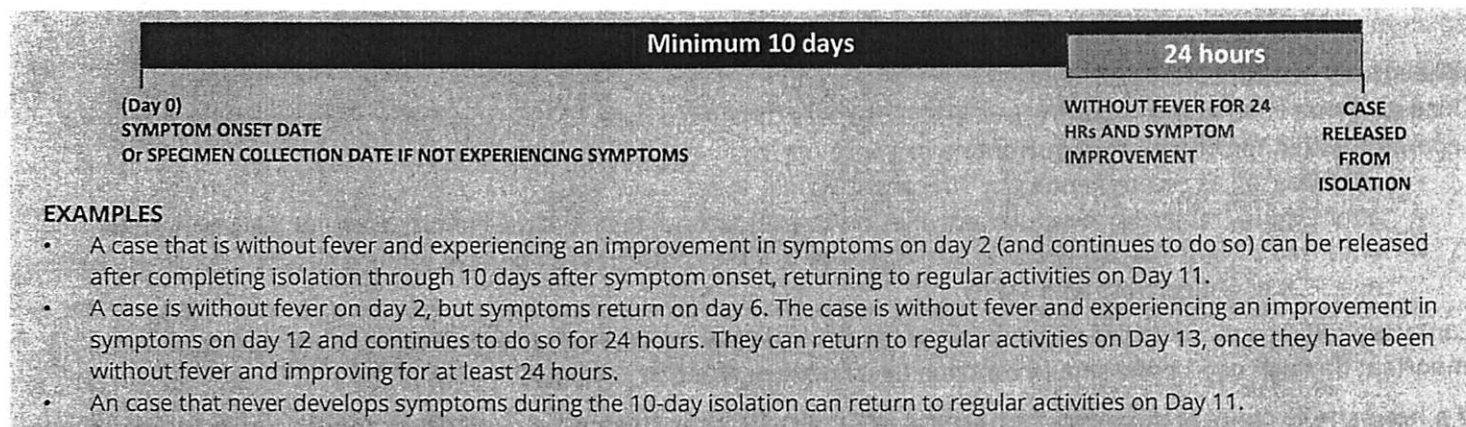 Minimum 10 days
24 hours
(Day 0)
SYMPTOM ONSET DATE
Or SPECIMEN COLLECTION DATE IF NOT EXPERIENCING SYMPTOMS
WITHOUT FEVER FOR 24
HRs AND SYMPTOM
IMPROVEMENT
CASE
RELEASED
FROM
ISOLATION
EXAMPLES
• A case that is without fever and experiencing an improvement in symptoms on day 2 (and continues to do so) can be released
after completing isolation through 10 days after symptom onset, returning to regular activities on Day 11.
• A case is without fever on day 2, but symptoms return on day 6. The case is without fever and experiencing an improvement in
symptoms on day 12 and continues to do so for 24 hours. They can return to regular activities on Day 13, once they have been
without fever and improving for at least 24 hours.
• An case that never develops symptoms during the 10-day isolation can return to regular activities on Day 11.